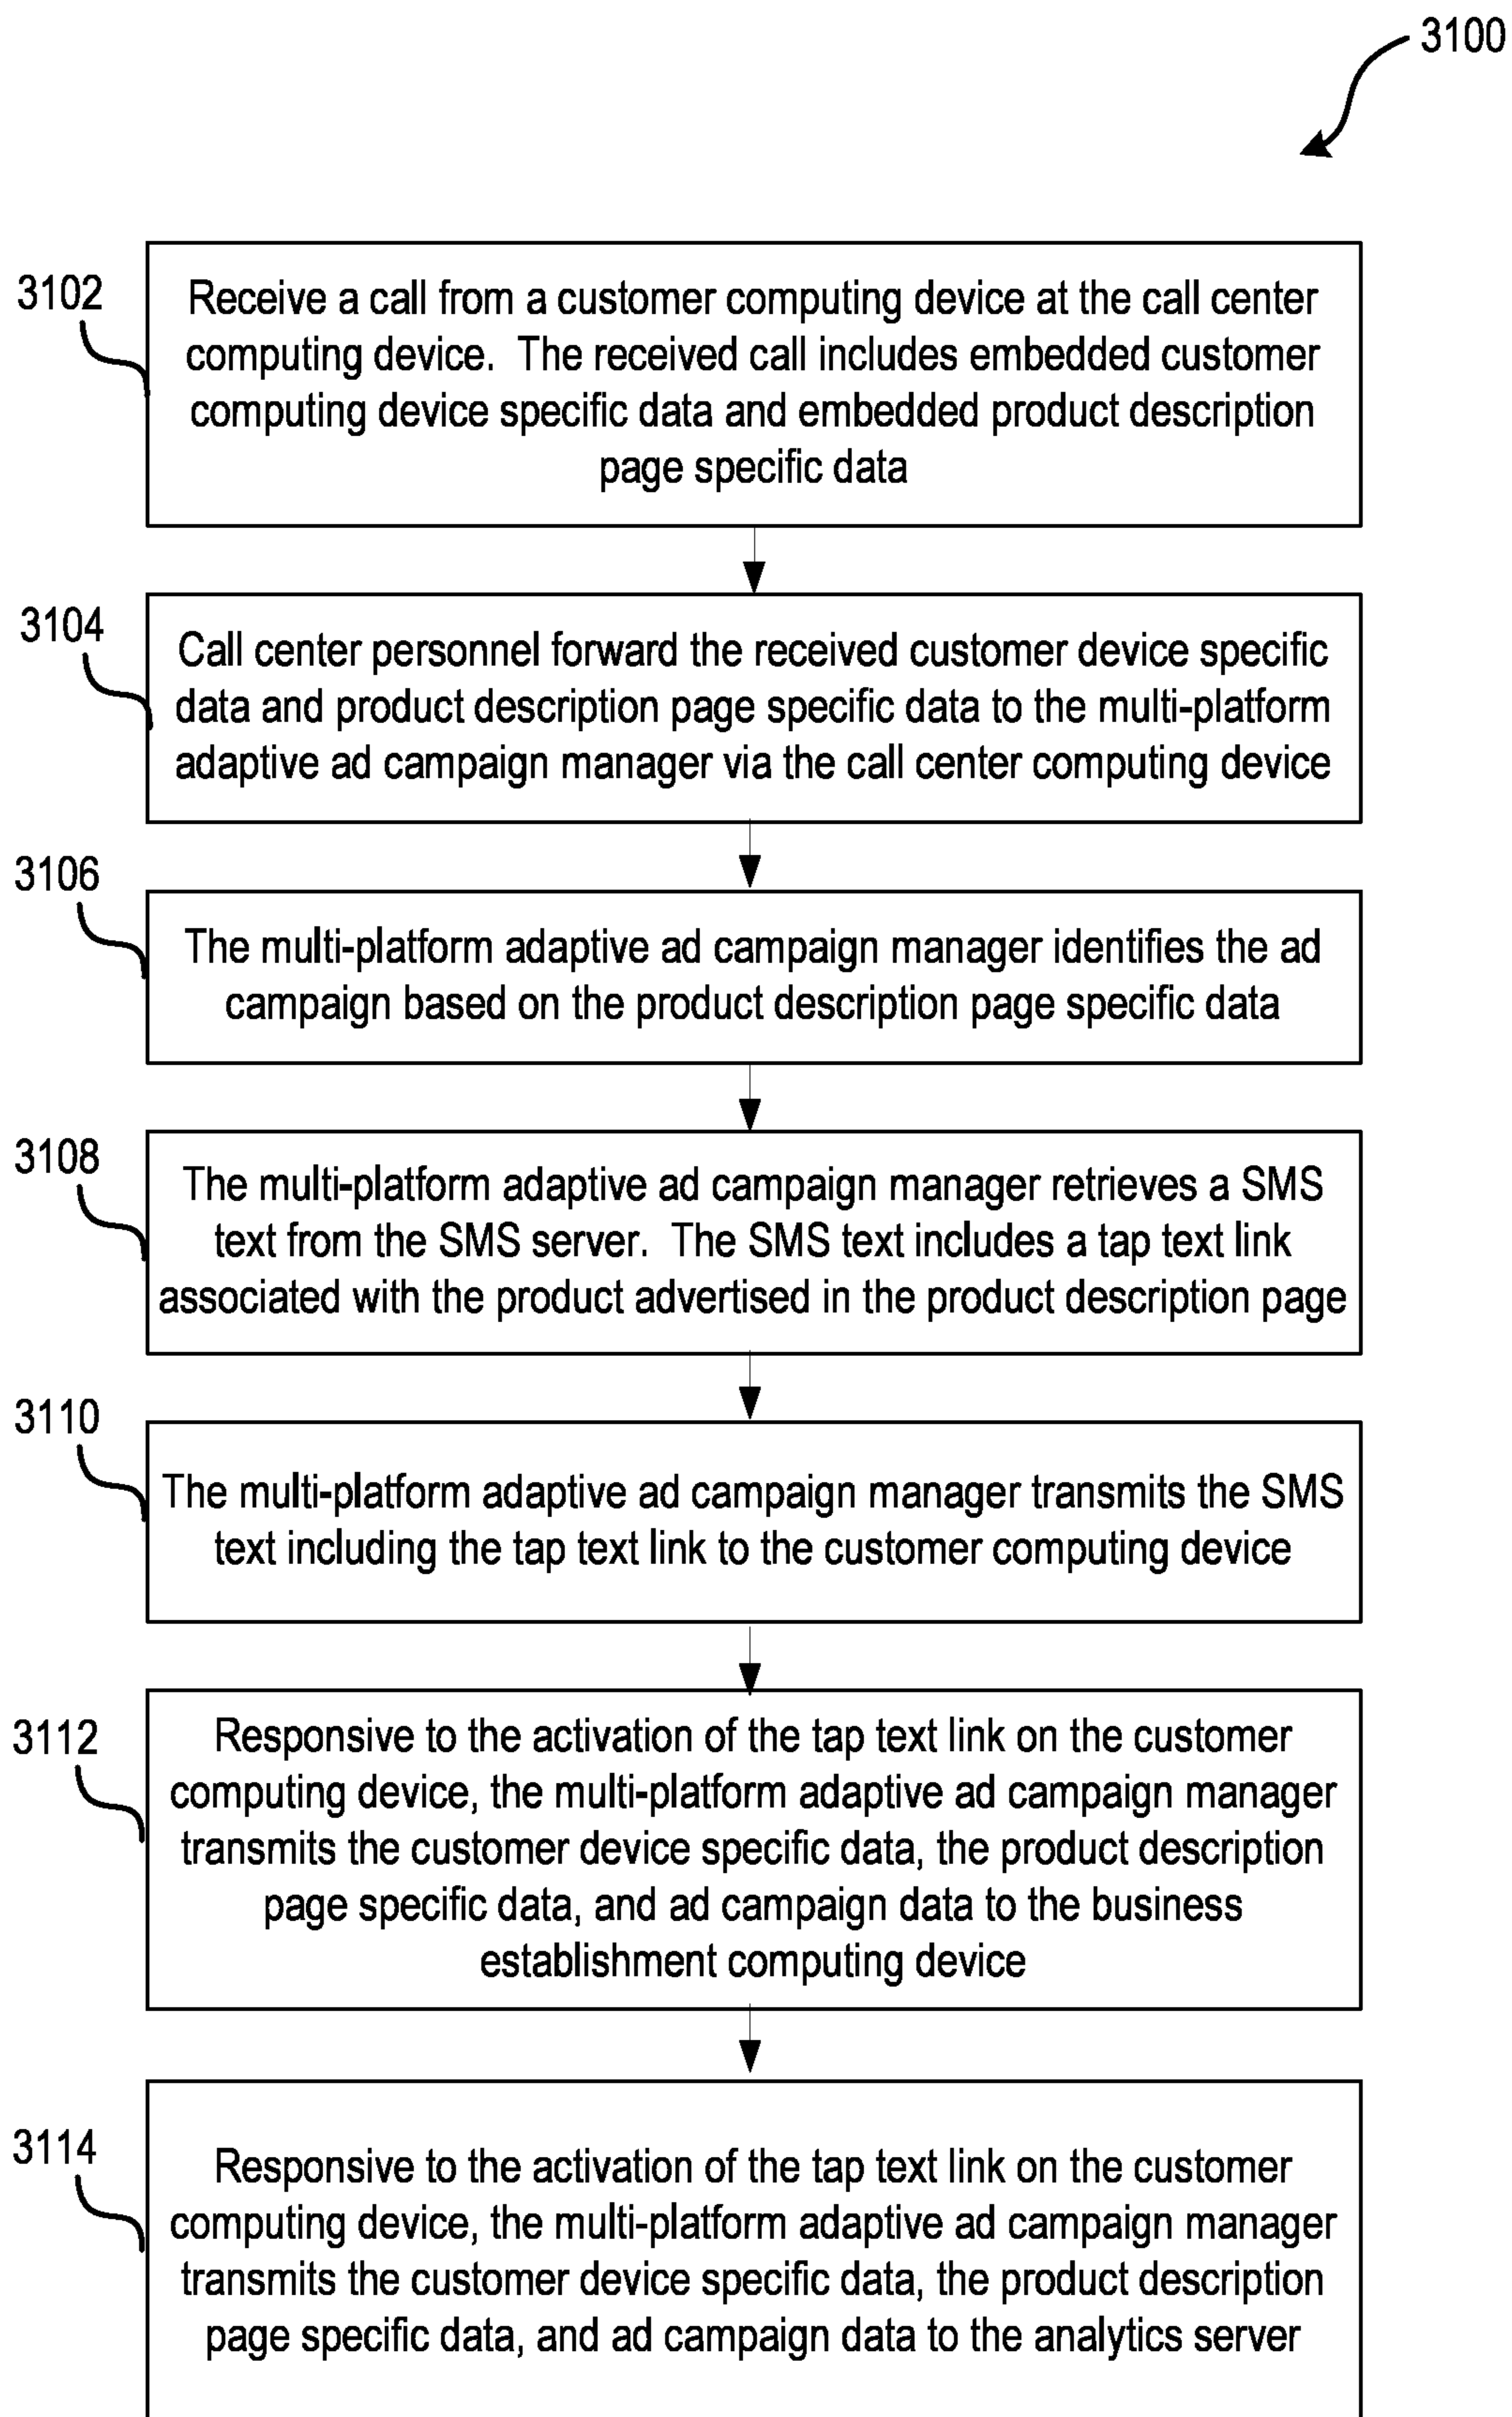 3100
3102
Receive a call from a customer computing device at the call center
computing device. The received call includes embedded customer
computing device specific data and embedded product description
page specific data
3104
Call center personnel forward the received customer device specific
data and product description page specific data to the multi-platform
adaptive ad campaign manager via the call center computing device
3106
The multi-platform adaptive ad campaign manager identifies the ad
campaign based on the product description page specific data
3108
The multi-platform adaptive ad campaign manager retrieves a SMS
text from the SMS server. The SMS text includes a tap text link
associated with the product advertised in the product description page
3110
The multi-platform adaptive ad campaign manager transmits the SMS
text including the tap text link to the customer computing device
3112
Responsive to the activation of the tap text link on the customer
computing device, the multi-platform adaptive ad campaign manager
transmits the customer device specific data, the product description
page specific data, and ad campaign data to the business
establishment computing device
3114
Responsive to the activation of the tap text link on the customer
computing device, the multi-platform adaptive ad campaign manager
transmits the customer device specific data, the product description
page specific data, and ad campaign data to the analytics server